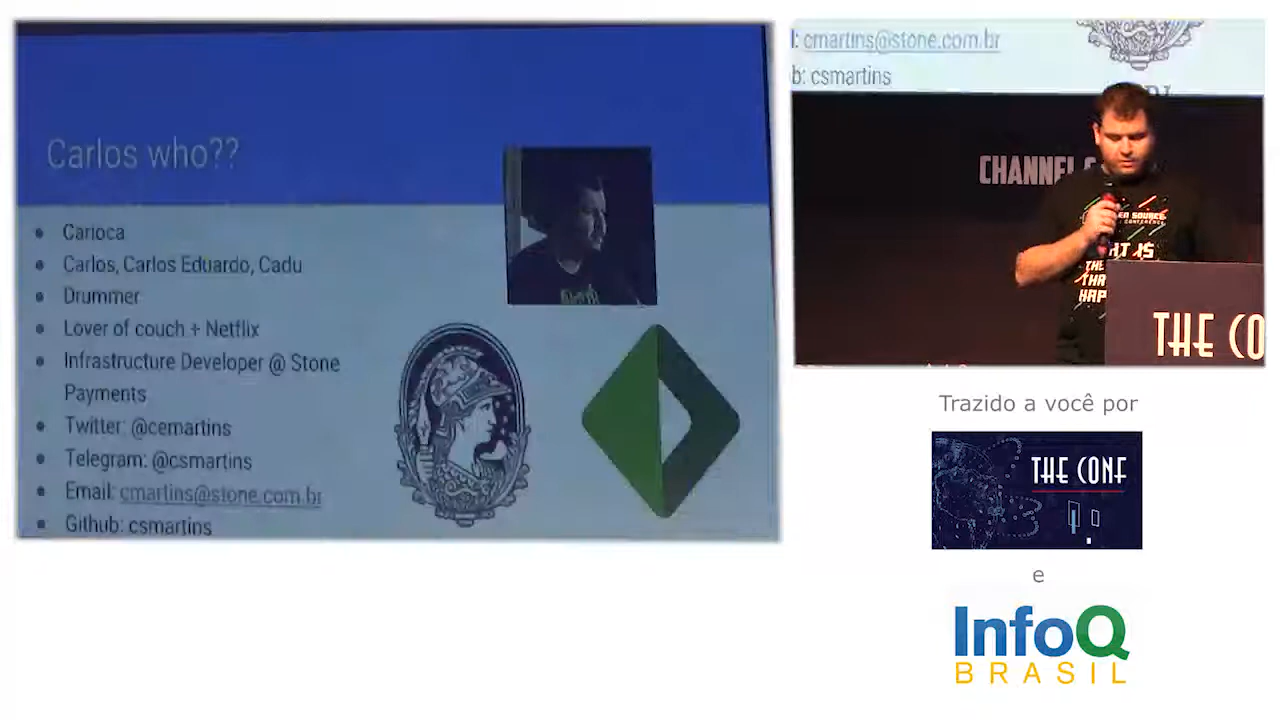 Carlos who??
Carioca
Carlos, Carlos Eduardo, Cadu
Drummer
Lover of couch + Netflix
Infrastructure Developer @ Stone
Payments
Twitter: @cemartins
Telegram: @csmartins
Email: cmartins@stone.com.br
Github: csmartins
l: cmartins@stone.com.br
b: csmartins
CHANNEL
SOURCE
CONFERENCE
THE CO
Trazido a você por
THE CONF
e
InfoQ
BRASIL